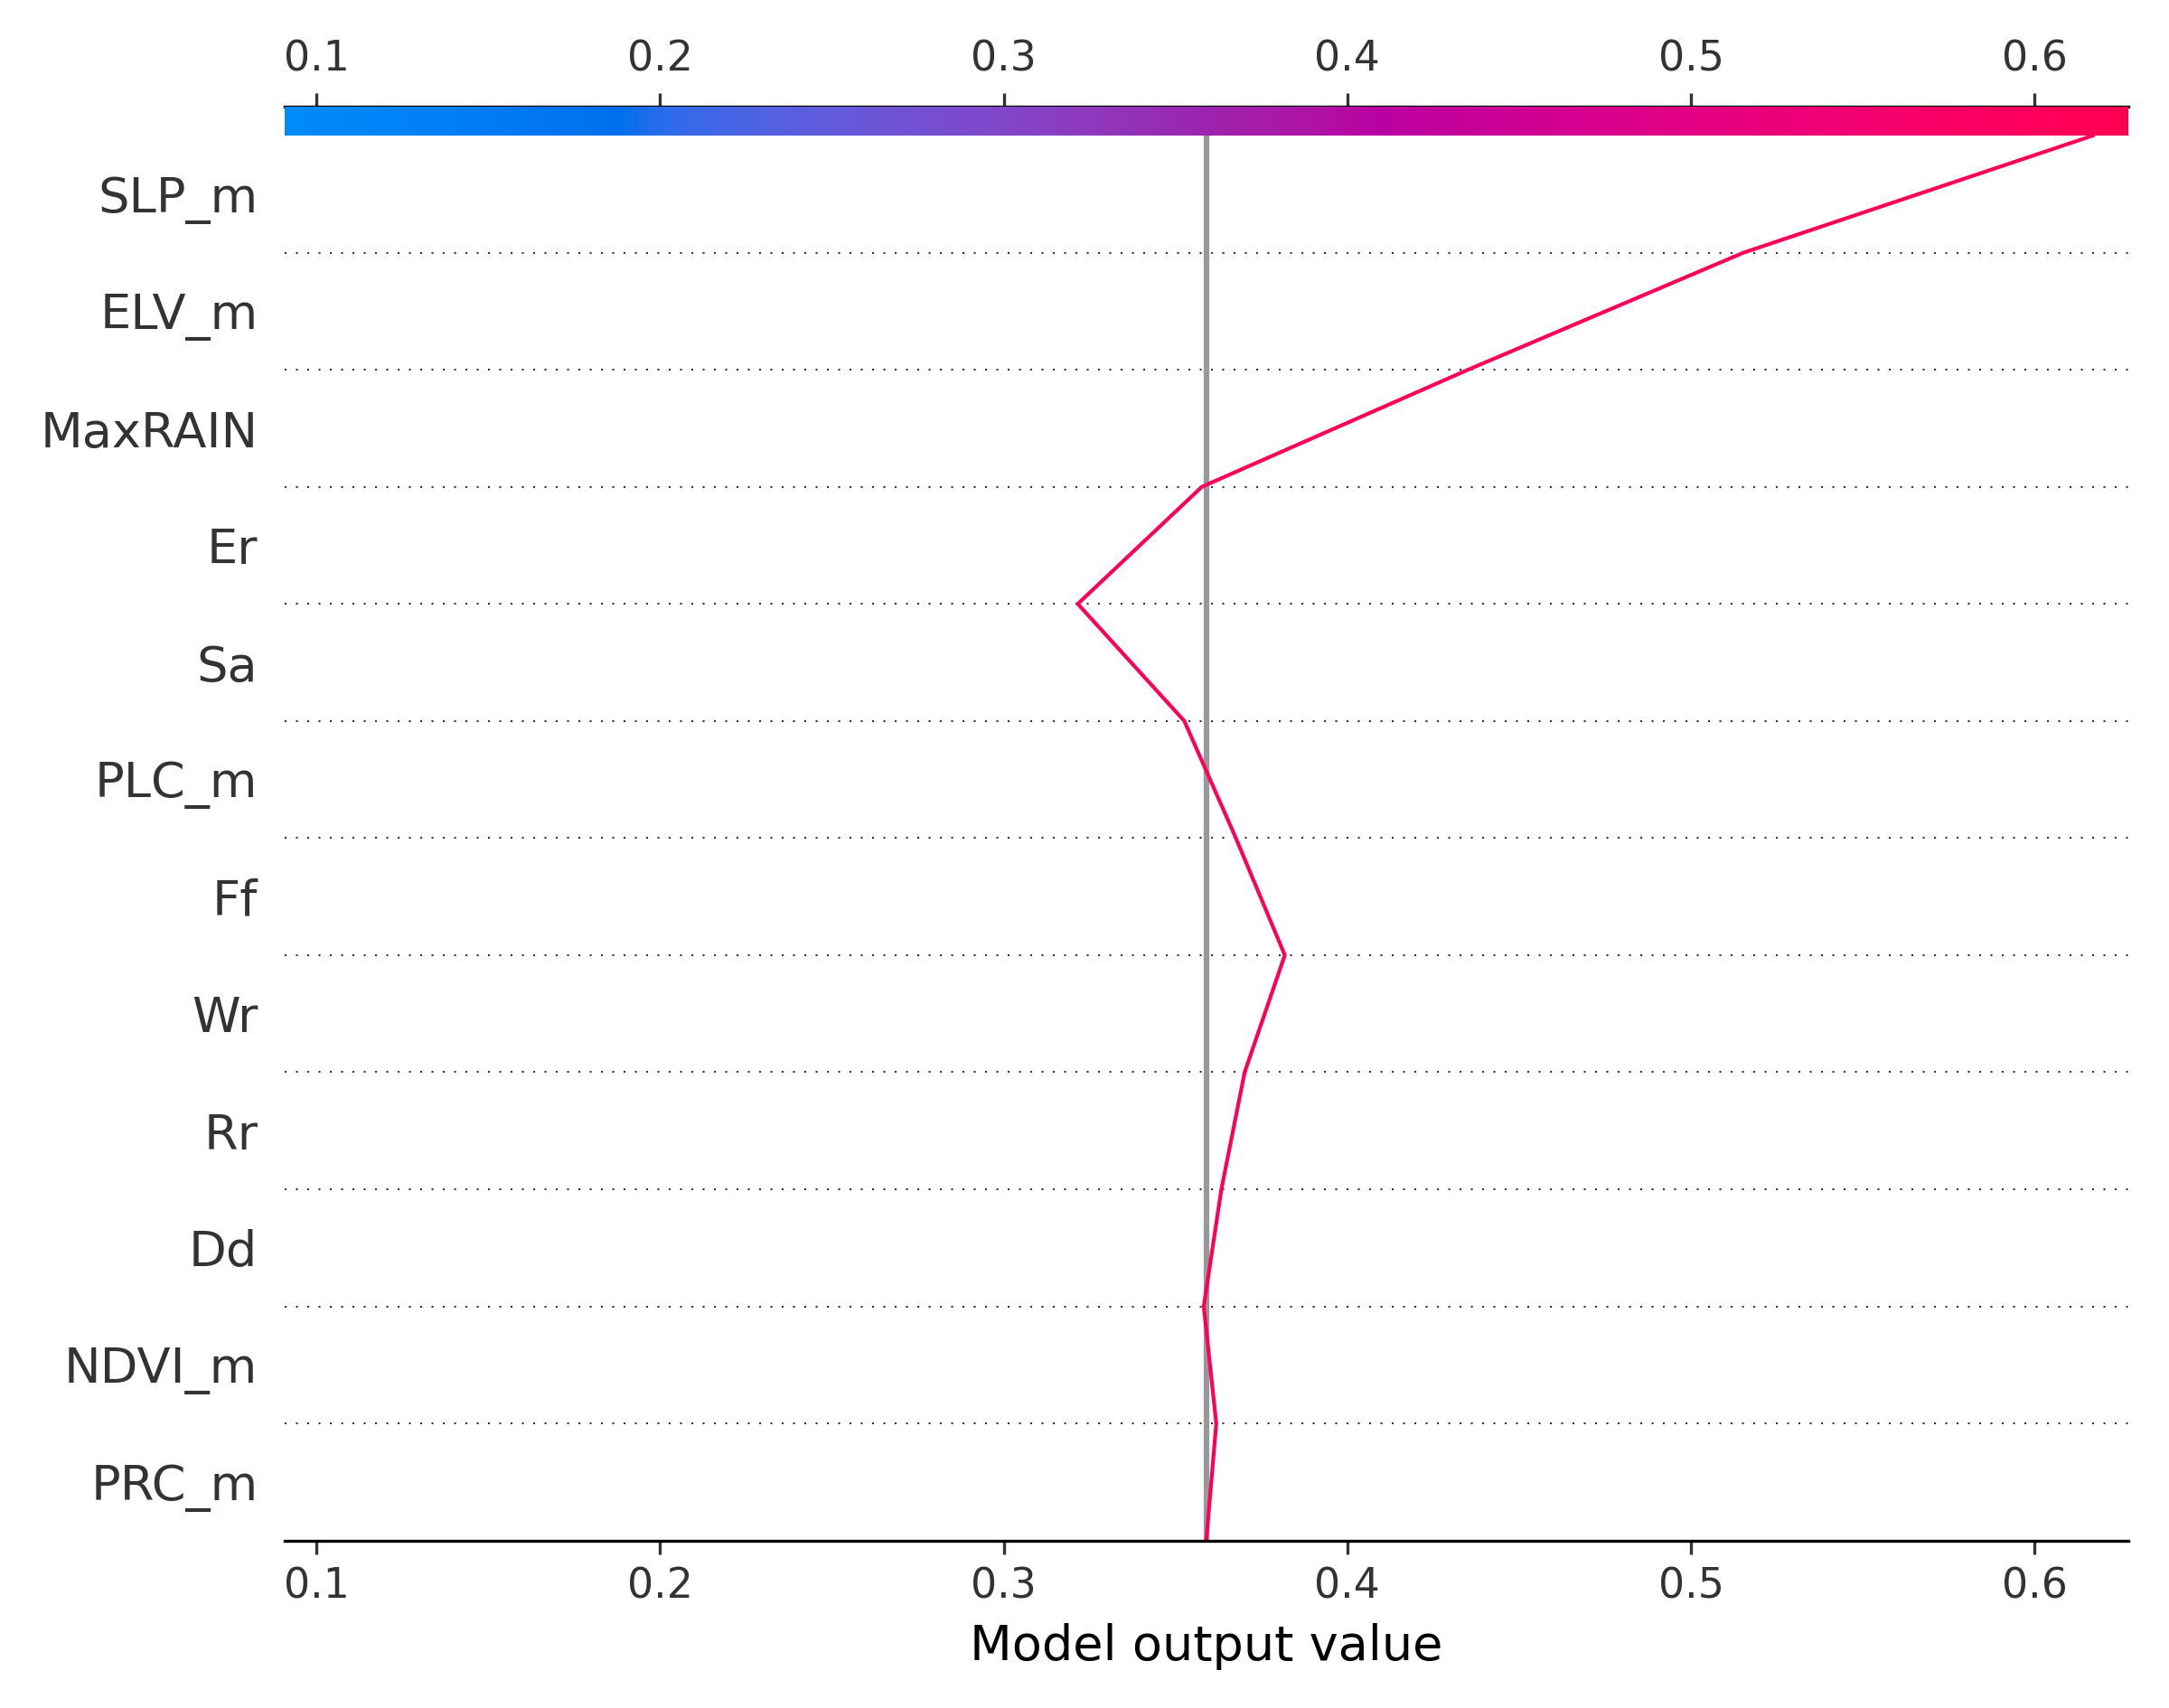 0.1 0.2 0.3 0.4 0.5 0.6
SLP_m
ELV_m
MaxRAIN
Er
Sa
PLC_m
Ff
Wr
Rr
Dd
NDVI_m
PRC_m
0.1 0.2 0.3 0.4 0.5 0.6
Model output value